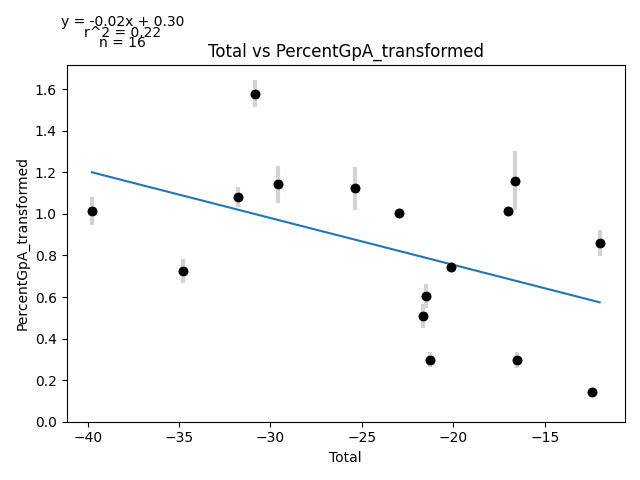 y = -0.02x + 0.30
r^2 = 0.22
n = 16
Total vs PercentGpA_transformed
PercentGpA_transformed
1.6
1.4
1.2
1.0
0.8
0.6
0.4
0.2
0.0
−40
−35
−30
−25
−20
−15
Total